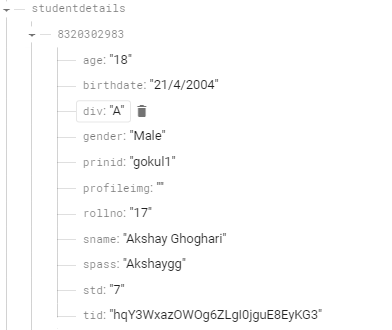 studentdetails
8320302983
age: "18"
birthdate: "21/4/2004"
div: "A"
gender: "Male"
prinid: "gokul1"
profileimg: ""
rollno: "17"
sname: "Akshay Ghoghari"
spass: "Akshaygg"
std: "7"
tid: "hqY3WxazOWOg6ZLgI0jguE8EyKG3"